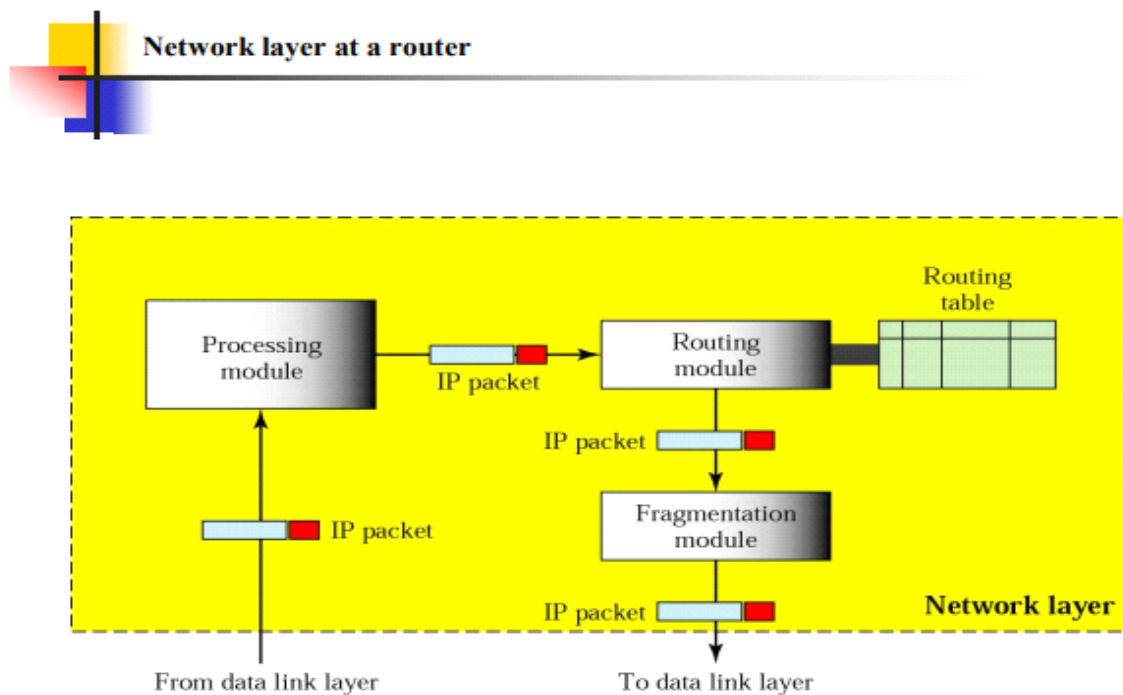 Network layer at a router
Routing
table
Processing
module
IP packet
Routing
module
IP packet
Fragmentation
module
IP packet
IP packet
Network layer
From data link layer
To data link layer